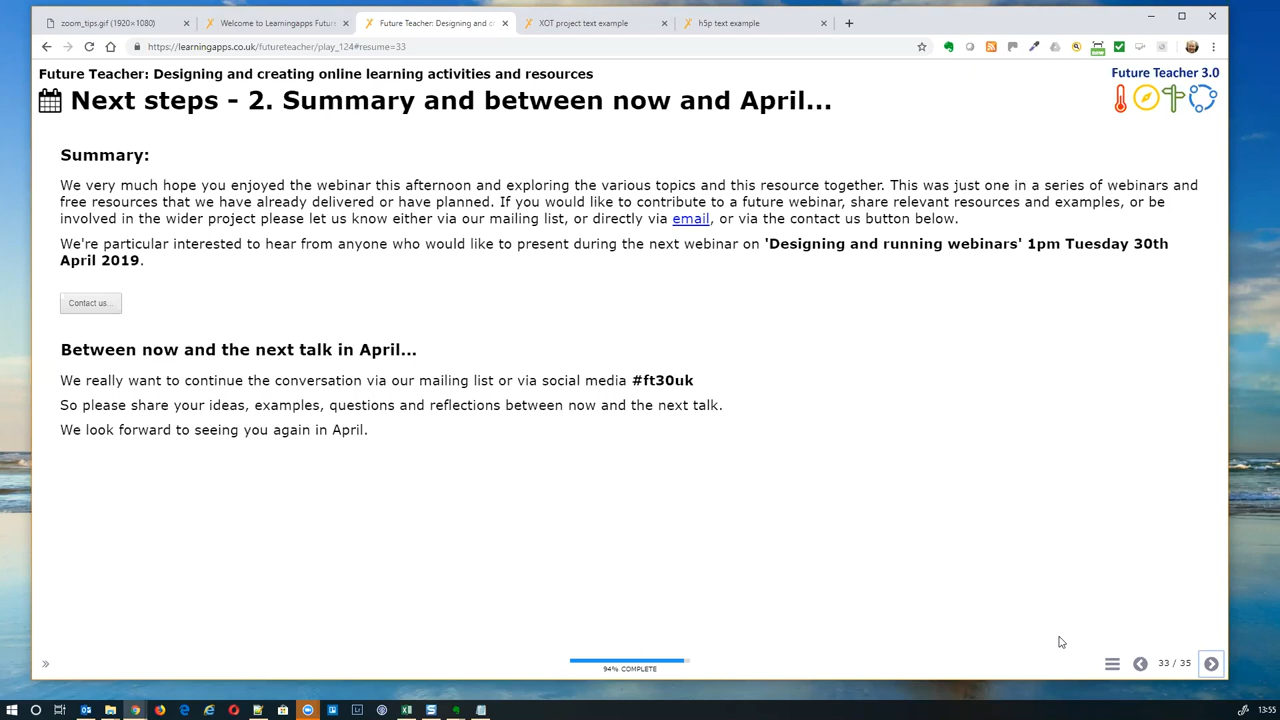 zoom_tips.gif (1920×1080)
Welcome to Learningapps Futu
Future Teacher: Designing and c
XOT project text example
h5p text example
https://learningapps.co.uk/futureteacher/play_124#resume=33
Future Teacher: Designing and creating online learning activities and resources
Future Teacher 3.0
Next steps - 2. Summary and between now and April...
Summary:
We very much hope you enjoyed the webinar this afternoon and exploring the various topics and this resource together. This was just one in a series of webinars and
free resources that we have already delivered or have planned. If you would like to contribute to a future webinar, share relevant resources and examples, or be
involved in the wider project please let us know either via our mailing list, or directly via email, or via the contact us button below.
We're particular interested to hear from anyone who would like to present during the next webinar on 'Designing and running webinars' 1pm Tuesday 30th
April 2019.
Contact us...
Between now and the next talk in April...
We really want to continue the conversation via our mailing list or via social media #ft30uk
So please share your ideas, examples, questions and reflections between now and the next talk.
We look forward to seeing you again in April.
94% COMPLETE
33 / 35
13:55